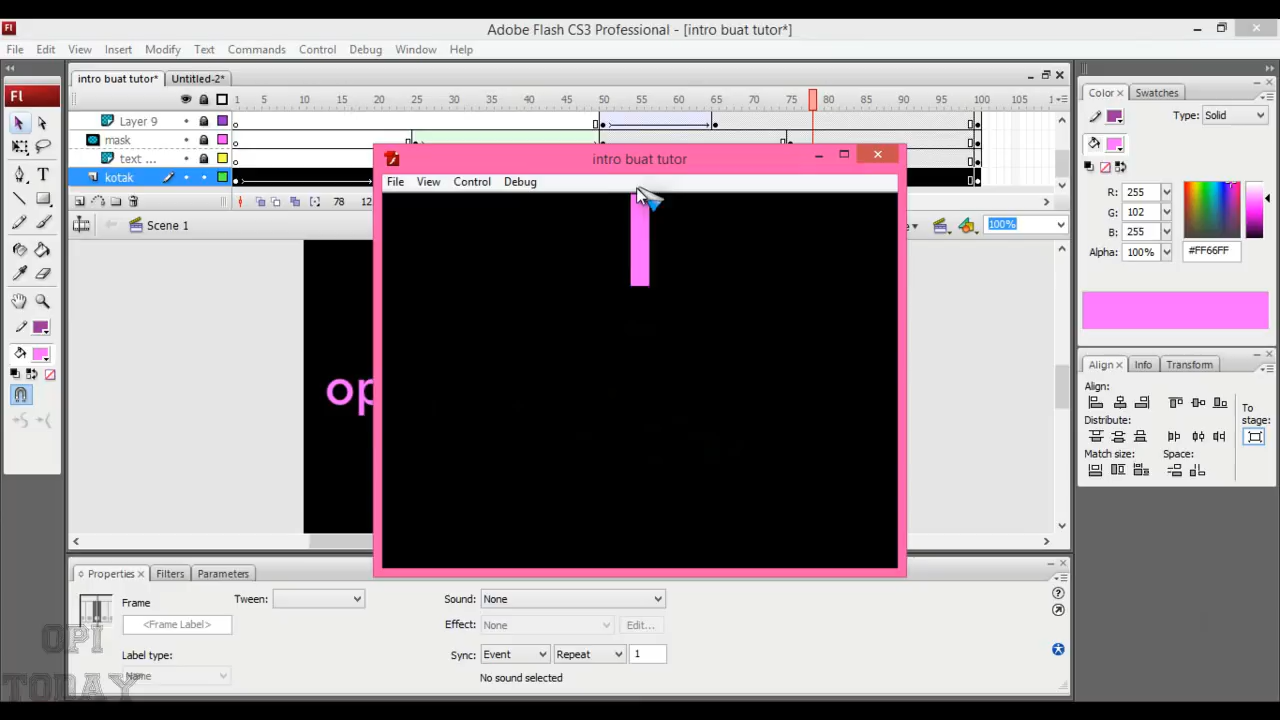 Adobe Flash CS3 Professional - [intro buat tutor*]
File Edit View Insert Modify Text Commands Control Debug Window Help
intro buat tutor* Untitled-2*
1 5 10 15 20 25 30 35 40 45 50 55 60 65 70 75 80 85 90 95 100 105
Layer 9
mask
text ...
kotak
78
Scene 1
100%
intro buat tutor
File View Control Debug
op
Color Swatches
Type: Solid
R: 255
G: 102
B: 255
Alpha: 100% #FF66FF
Align Info Transform
Align:
To stage:
Distribute:
Match size: Space:
Properties Filters Parameters
Frame
<Frame Label>
Label type:
Name
Tween:
Sound: None
Effect: None Edit...
Sync: Event Repeat 1
No sound selected
OPI
TODAY